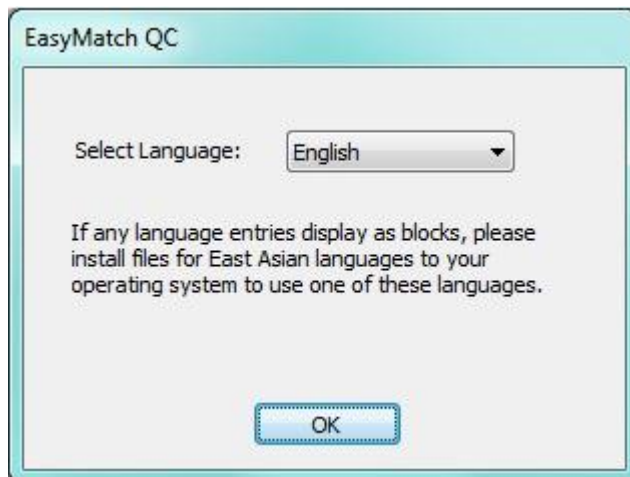 EasyMatch QC
Select Language: English
If any language entries display as blocks, please
install files for East Asian languages to your
operating system to use one of these languages.
OK